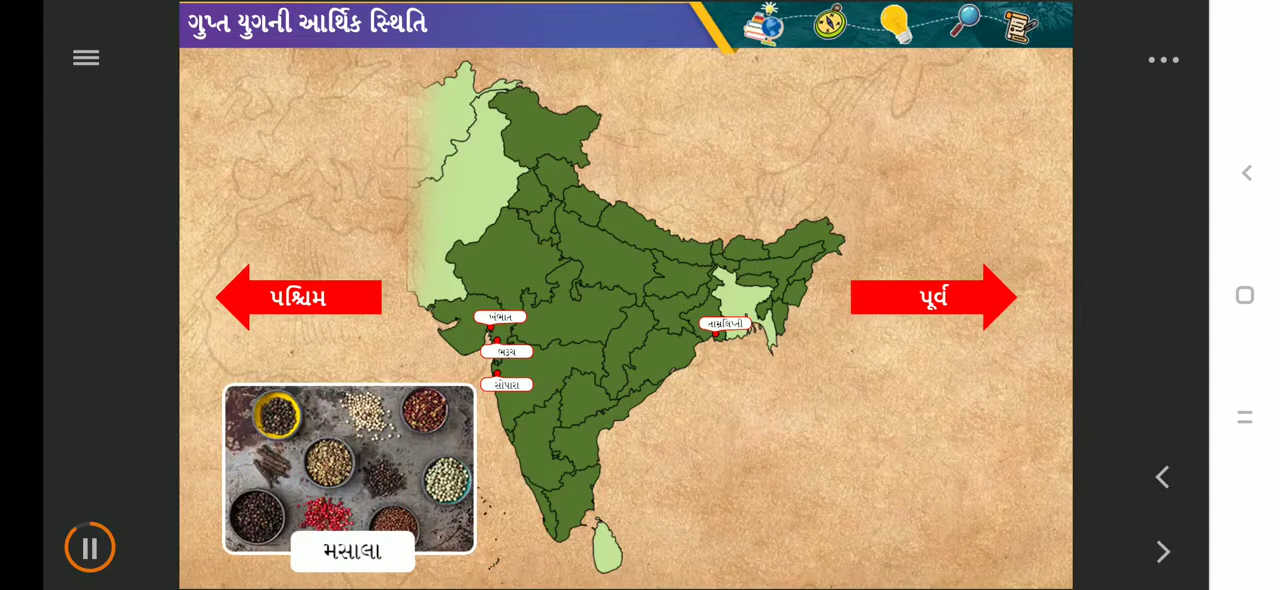 ગુપ્ત યુગની આર્થિક સ્થિતિ
પશ્ચિમ
પૂર્વ
ખંભાત
તામ્રલિપ્તી
ભરૂચ
સોપારા
મસાલા